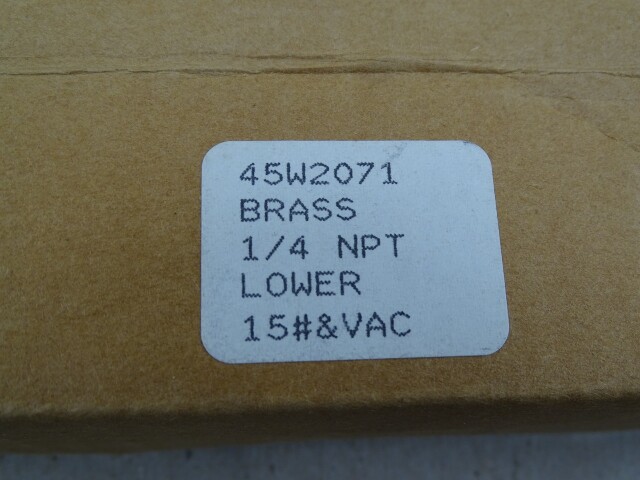 45W2071
BRASS
1/4 NPT
LOWER
15#&VAC